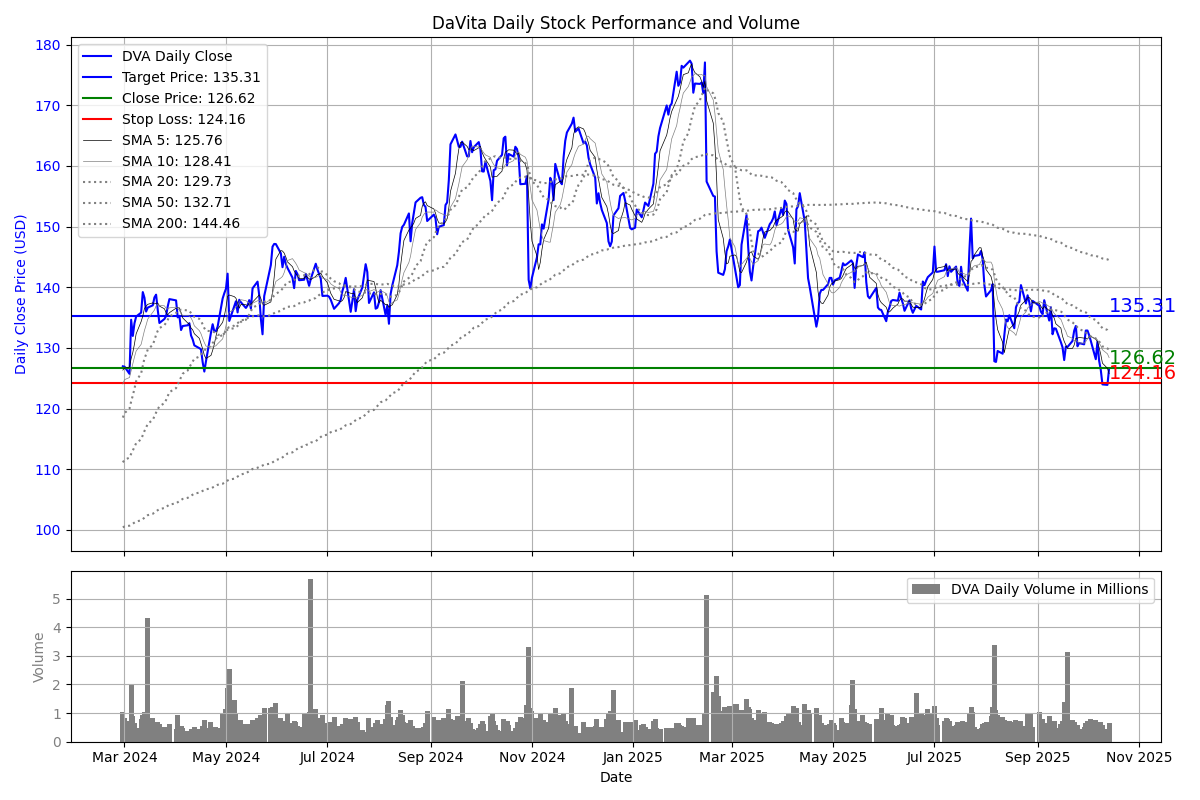 DaVita Daily Stock Performance and Volume
Daily Close Price (USD)
180
170
160
150
140
130
120
110
100
DVA Daily Close
Target Price: 135.31
Close Price: 126.62
Stop Loss: 124.16
SMA 5: 125.76
SMA 10: 128.41
SMA 20: 129.73
SMA 50: 132.71
SMA 200: 144.46
135.31
126.62
124.16
Volume
5
4
3
2
1
0
DVA Daily Volume in Millions
Mar 2024
May 2024
Jul 2024
Sep 2024
Nov 2024
Jan 2025
Mar 2025
May 2025
Jul 2025
Sep 2025
Nov 2025
Date